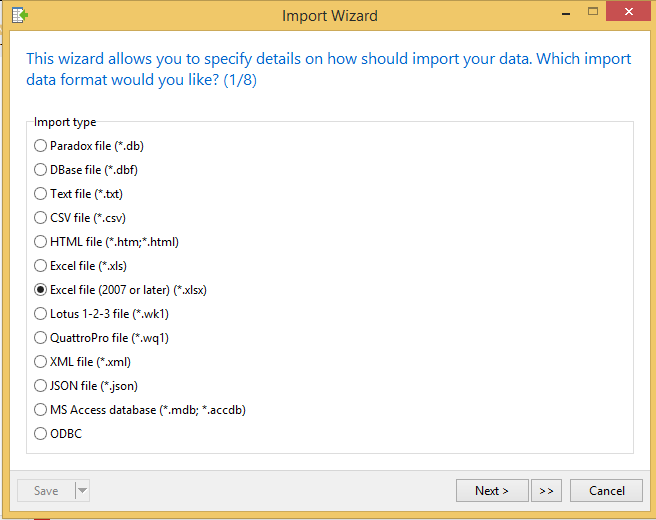 Import Wizard
This wizard allows you to specify details on how should import your data. Which import
data format would you like? (1/8)
Import type
Paradox file (*.db)
DBase file (*.dbf)
Text file (*.txt)
CSV file (*.csv)
HTML file (*.htm;*.html)
Excel file (*.xls)
Excel file (2007 or later) (*.xlsx)
Lotus 1-2-3 file (*.wk1)
QuattroPro file (*.wq1)
XML file (*.xml)
JSON file (*.json)
MS Access database (*.mdb; *.accdb)
ODBC
Save Next > >> Cancel